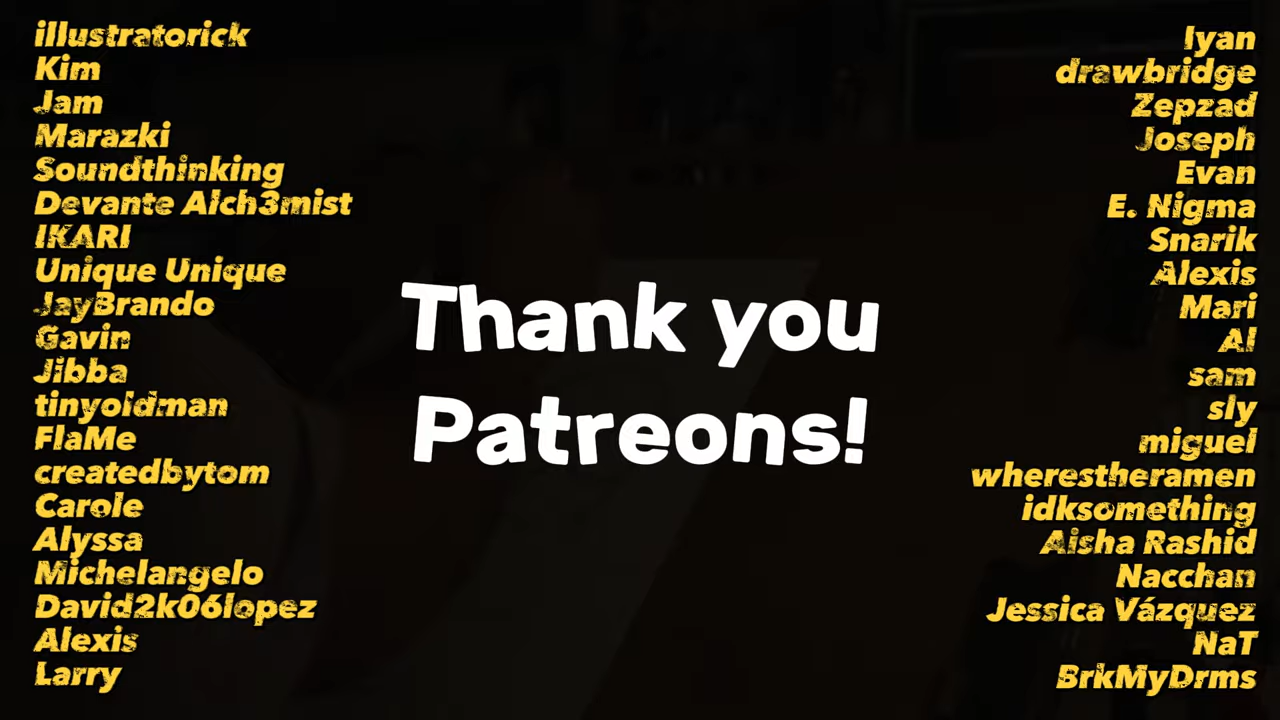 illustratorick
Kim
Jam
Marazki
Soundthinking
Devante Alch3mist
IKARI
Unique Unique
JayBrando
Gavin
Jibba
tinyoldman
FlaMe
createdbytom
Carole
Alyssa
Michelangelo
David2k06lopez
Alexis
Larry
Thank you
Patreons!
lyan
drawbridge
Zepzad
Joseph
Evan
E. Nigma
Snarik
Alexis
Mari
Al
sam
sly
miguel
wherestheramen
idksomething
Aisha Rashid
Nacchan
Jessica Vázquez
NaT
BrkMyDrms